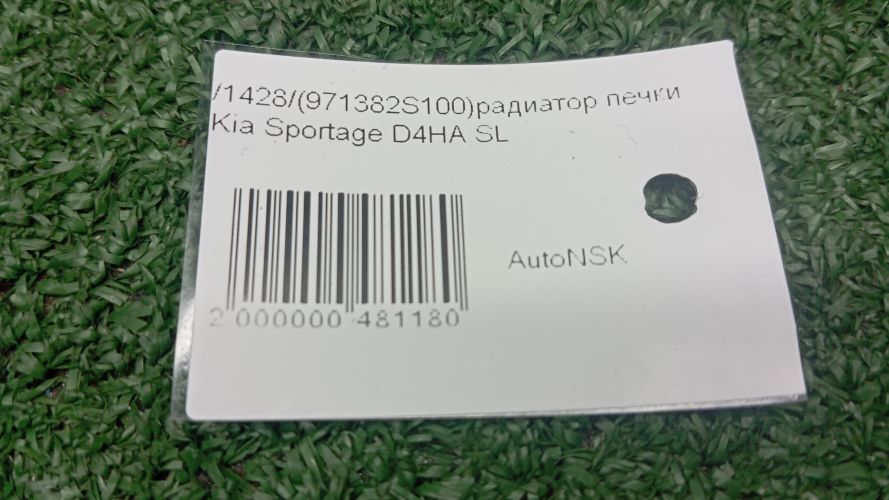 /1428/(971382S100)радиатор печки
Kia Sportage D4HA SL
AutoNSK
2 000000 481180